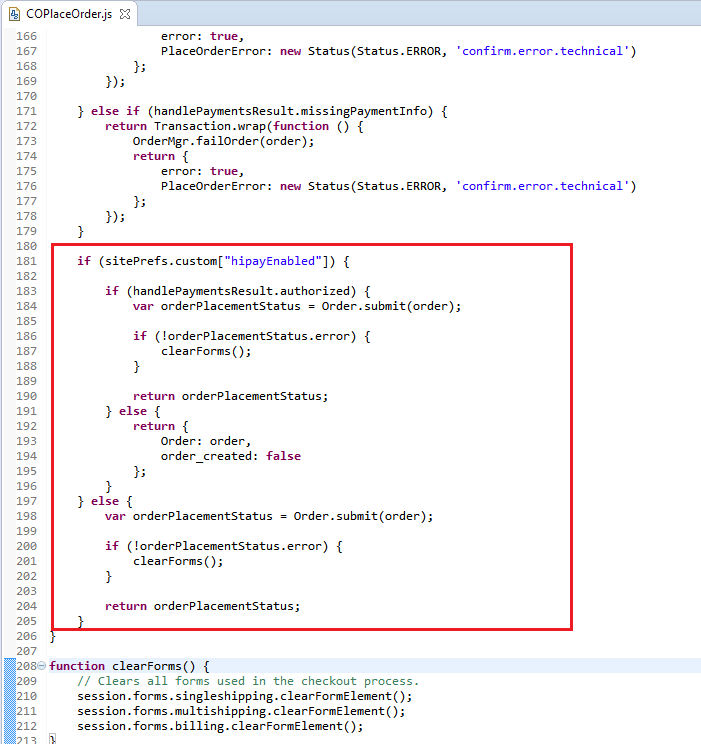 COPlaceOrder.js
166                 error: true,
167                 PlaceOrderError: new Status(Status.ERROR, 'confirm.error.technical')
168             };
169         });
170
171     } else if (handlePaymentsResult.missingPaymentInfo) {
172         return Transaction.wrap(function () {
173             OrderMgr.failOrder(order);
174             return {
175                 error: true,
176                 PlaceOrderError: new Status(Status.ERROR, 'confirm.error.technical')
177             };
178         });
179     }
180
181     if (sitePrefs.custom["hipayEnabled"]) {
182
183         if (handlePaymentsResult.authorized) {
184             var orderPlacementStatus = Order.submit(order);
185
186             if (!orderPlacementStatus.error) {
187                 clearForms();
188             }
189
190             return orderPlacementStatus;
191         } else {
192             return {
193                 Order: order,
194                 order_created: false
195             };
196         }
197     } else {
198         var orderPlacementStatus = Order.submit(order);
199
200         if (!orderPlacementStatus.error) {
201             clearForms();
202         }
203
204         return orderPlacementStatus;
205     }
206 }
207
208 function clearForms() {
209     // Clears all forms used in the checkout process.
210     session.forms.singleshipping.clearFormElement();
211     session.forms.multishipping.clearFormElement();
212     session.forms.billing.clearFormElement();
213 }